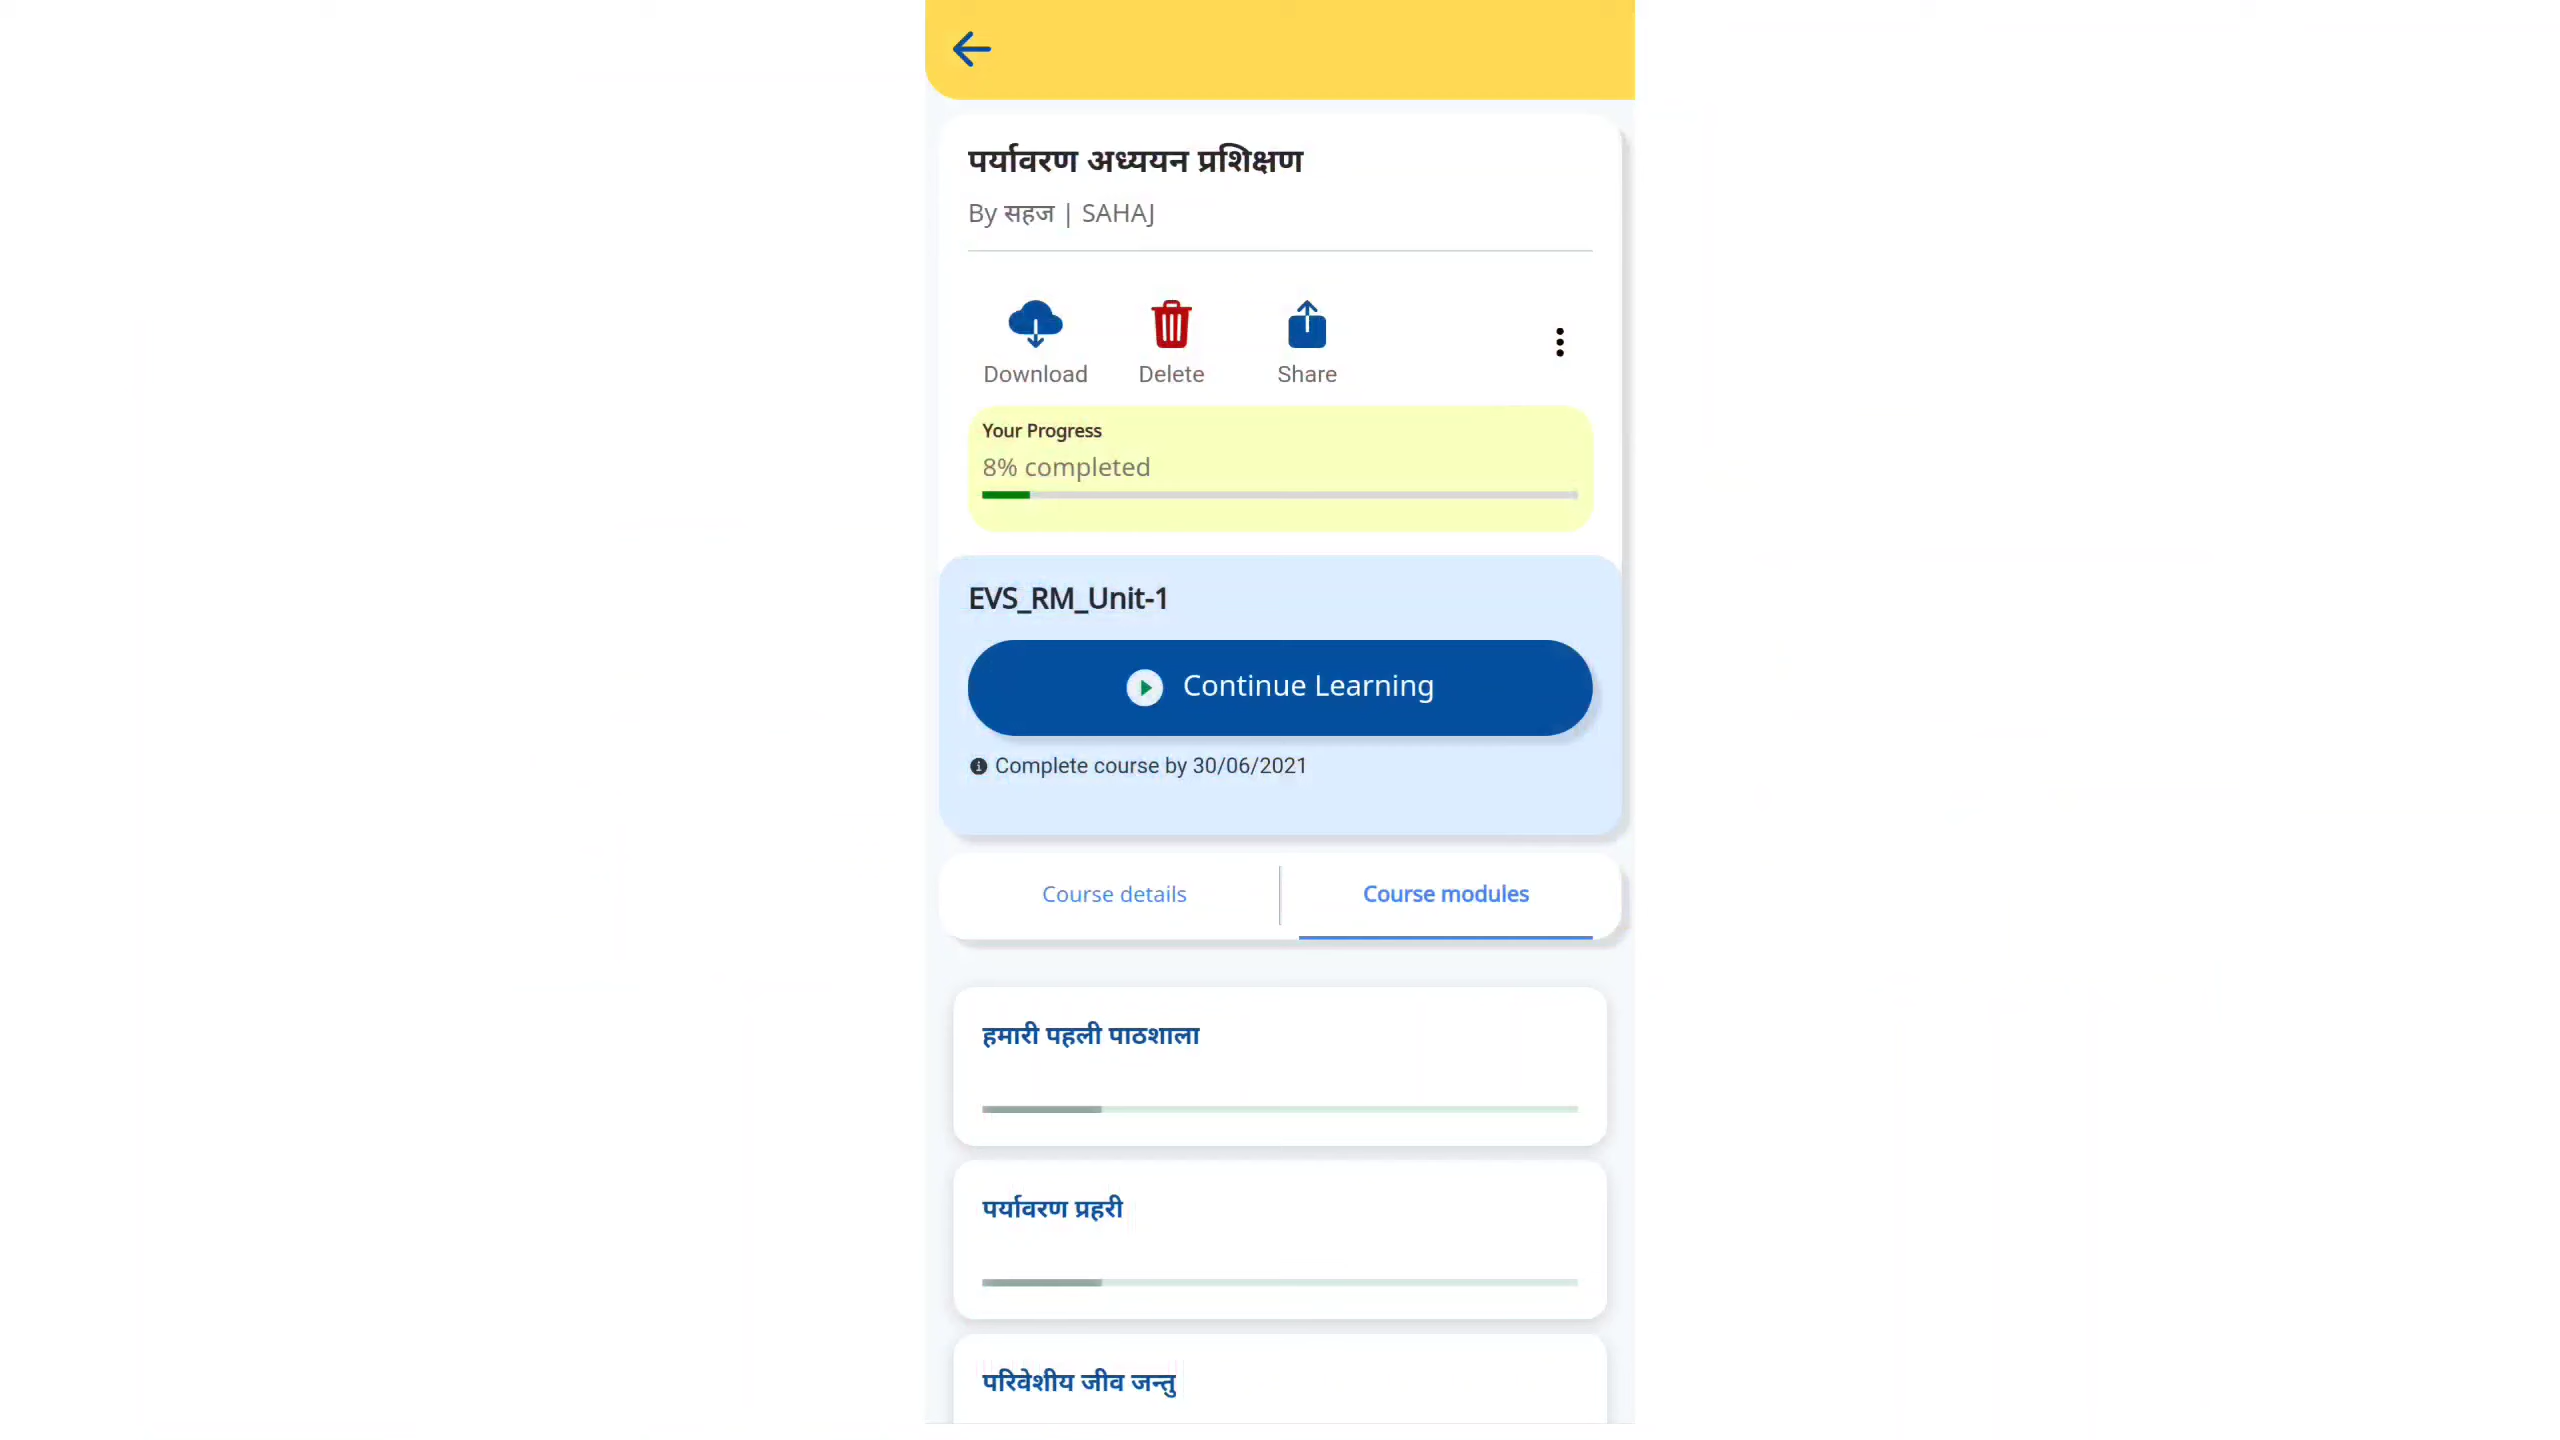 पर्यावरण अध्ययन प्रशिक्षण
By सहज | SAHAJ
Download Delete Share
Your Progress
8% completed
EVS_RM_Unit-1
Continue Learning
Complete course by 30/06/2021
Course details Course modules
हमारी पहली पाठशाला
पर्यावरण प्रहरी
परिवेशीय जीव जन्तु